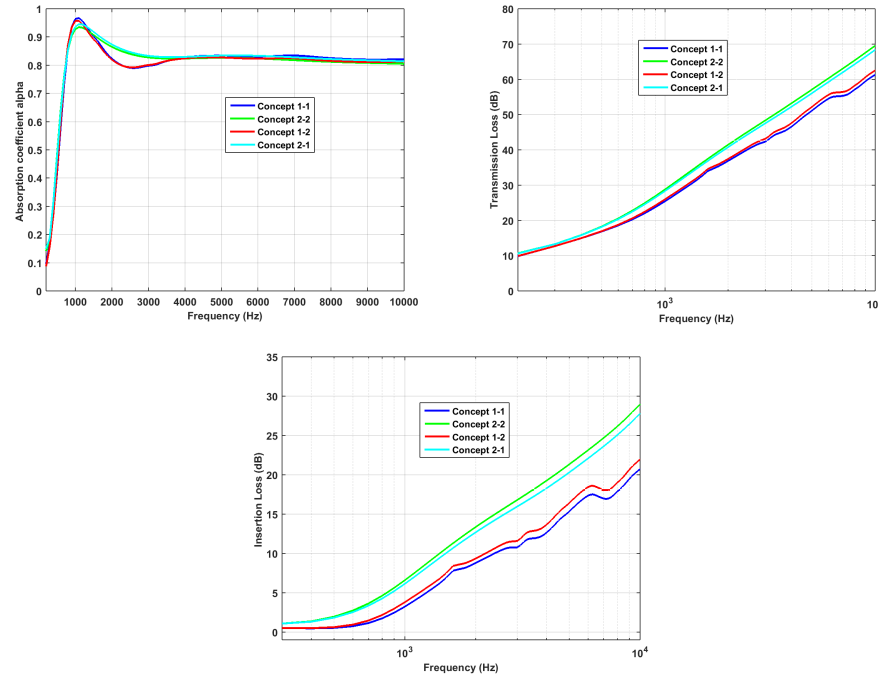 1
0.9
0.8
0.7
0.6
0.5
0.4
0.3
0.2
0.1
0
Absorption coefficient alpha
Concept 1-1
Concept 2-2
Concept 1-2
Concept 2-1
1000 2000 3000 4000 5000 6000 7000 8000 9000 10000
Frequency (Hz)
80
70
60
50
40
30
20
10
0
Transmission Loss (dB)
Concept 1-1
Concept 2-2
Concept 1-2
Concept 2-1
10³ 10
Frequency (Hz)
35
30
25
20
15
10
5
0
Insertion Loss (dB)
Concept 1-1
Concept 2-2
Concept 1-2
Concept 2-1
10³ 10⁴
Frequency (Hz)